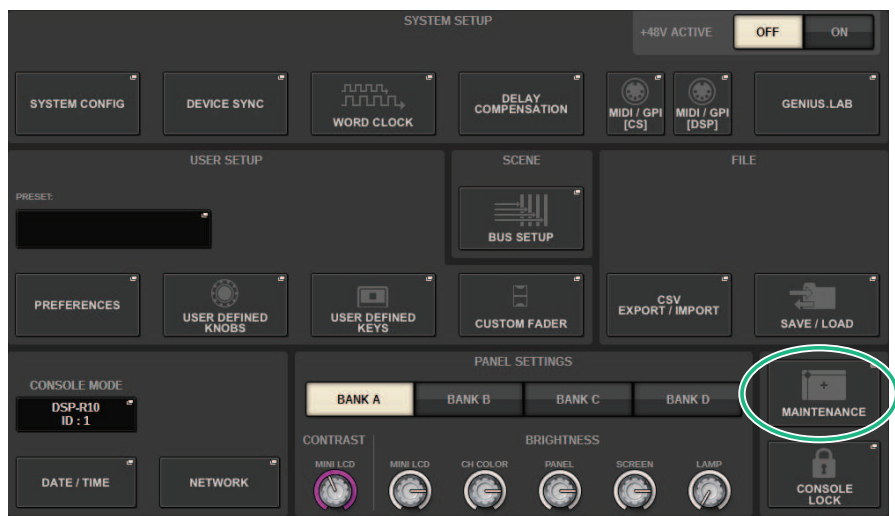 SYSTEM SETUP
+48V ACTIVE
OFF
ON
SYSTEM CONFIG
DEVICE SYNC
WORD CLOCK
DELAY
COMPENSATION
MIDI / GPI
[CS]
MIDI / GPI
[DSP]
GENIUS.LAB
USER SETUP
SCENE
FILE
PRESET:
BUS SETUP
PREFERENCES
USER DEFINED
KNOBS
USER DEFINED
KEYS
CUSTOM FADER
CSV
EXPORT / IMPORT
SAVE / LOAD
CONSOLE MODE
DSP-R10
ID : 1
PANEL SETTINGS
BANK A
BANK B
BANK C
BANK D
MAINTENANCE
CONTRAST
BRIGHTNESS
MINI LCD
MINI LCD
CH COLOR
PANEL
SCREEN
LAMP
DATE / TIME
NETWORK
CONSOLE
LOCK